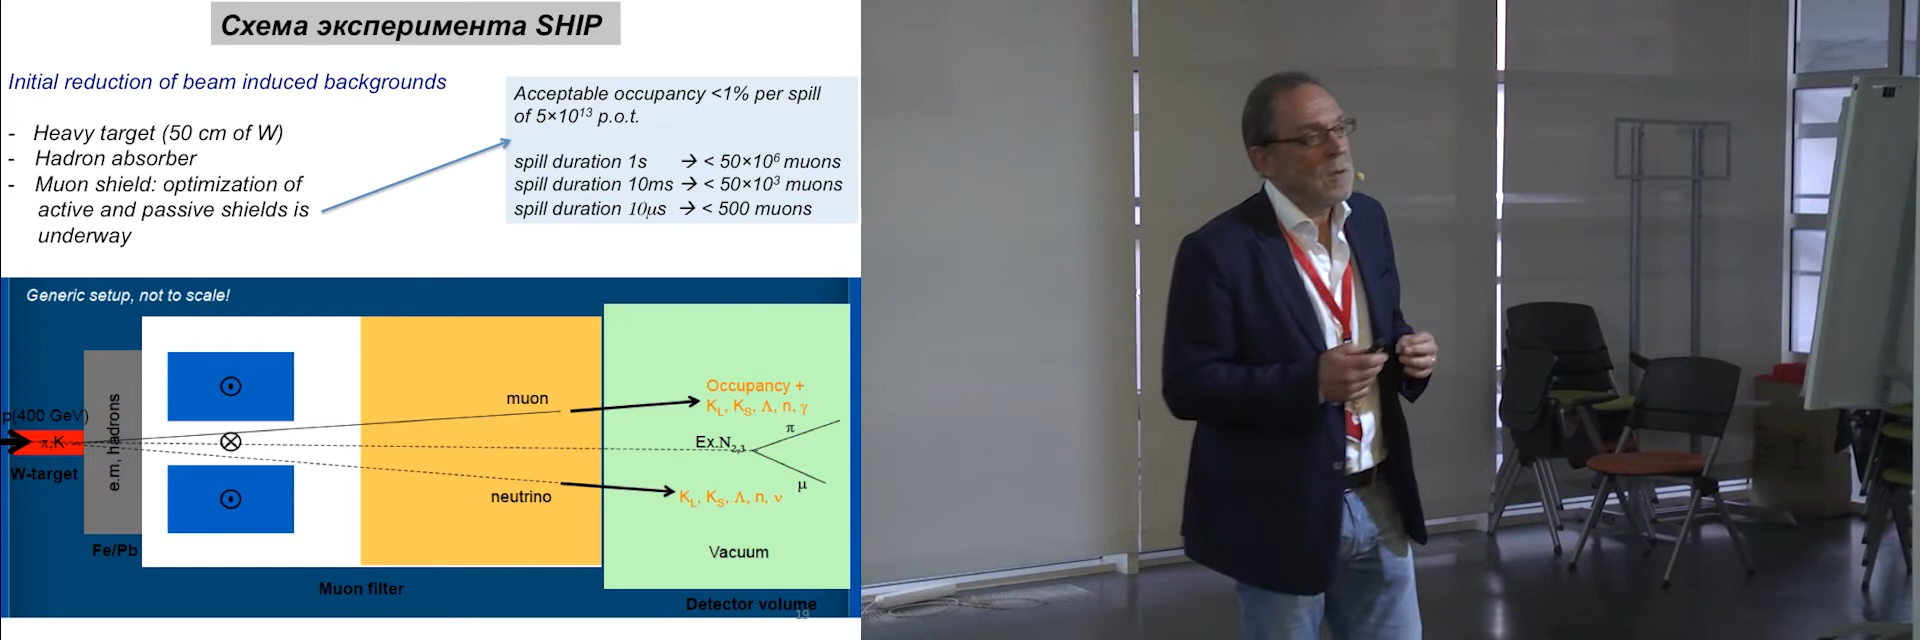 Схема эксперимента SHIP
Initial reduction of beam induced backgrounds
- Heavy target (50 cm of W)
- Hadron absorber
- Muon shield: optimization of
active and passive shields is
underway
Acceptable occupancy <1% per spill
of 5×10¹³ p.o.t.
spill duration 1s → < 50×10⁶ muons
spill duration 10ms → < 50×10³ muons
spill duration 10μs → < 500 muons
Generic setup, not to scale!
p(400 GeV)
π,K
W-target
e.m, hadrons
Fe/Pb
muon
neutrino
Muon filter
Occupancy +
K_L, K_S, Λ, n, γ
π
Ex.N₂,₃
μ
K_L, K_S, Λ, n, ν
Vacuum
Detector volume
19